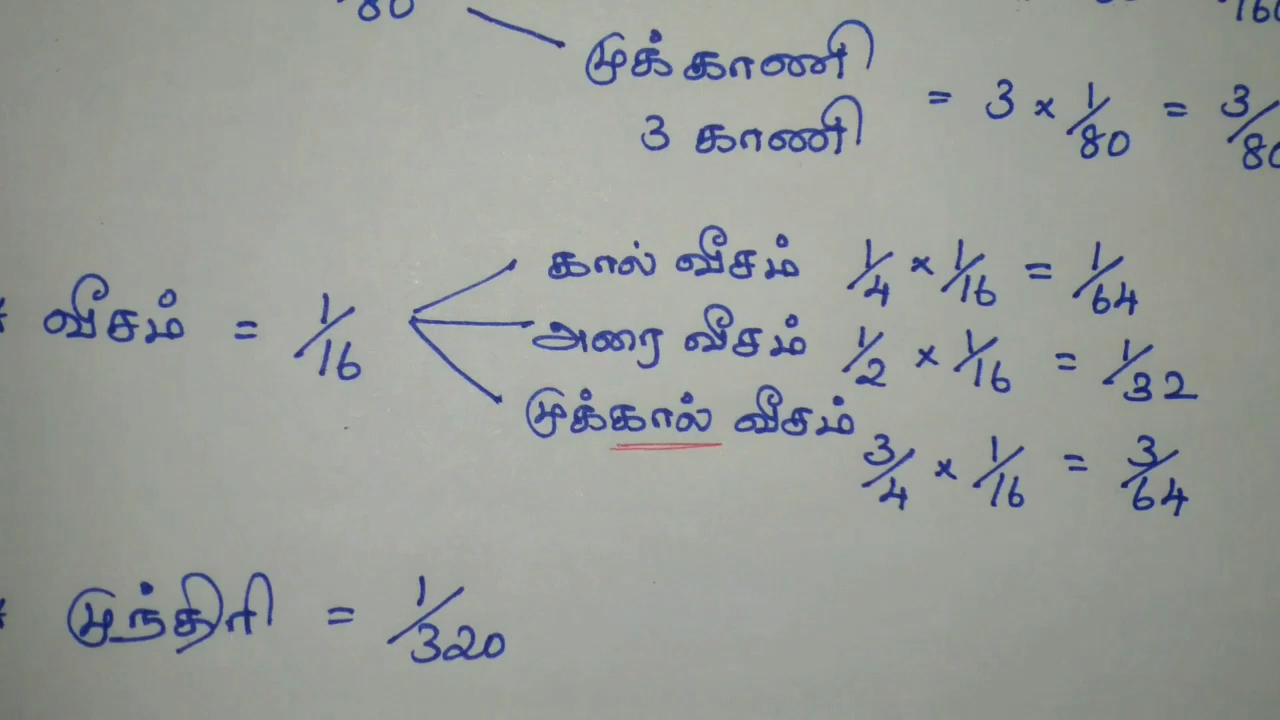 /80
முக்காணி
3 காணி = 3 × 1/80 = 3/80
கால் வீசம் 1/4 × 1/16 = 1/64
* வீசம் = 1/16
அரை வீசம் 1/2 × 1/16 = 1/32
முக்கால் வீசம்
3/4 × 1/16 = 3/64
* முந்திரி = 1/320